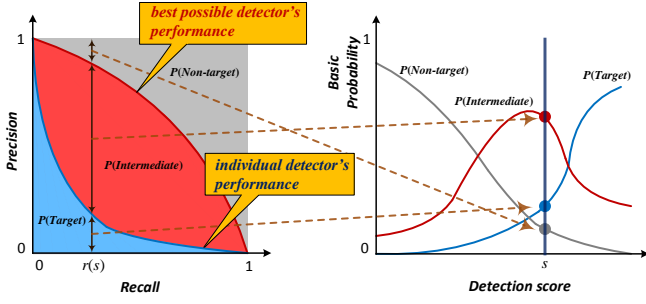 best possible detector's
performance
1
P(Non-target)
P(Intermediate)
individual detector's
performance
P(Target)
Precision
0
0
r(s)
1
Recall
1
Basic
Probability
P(Non-target)
P(Target)
P(Intermediate)
0
s
Detection score